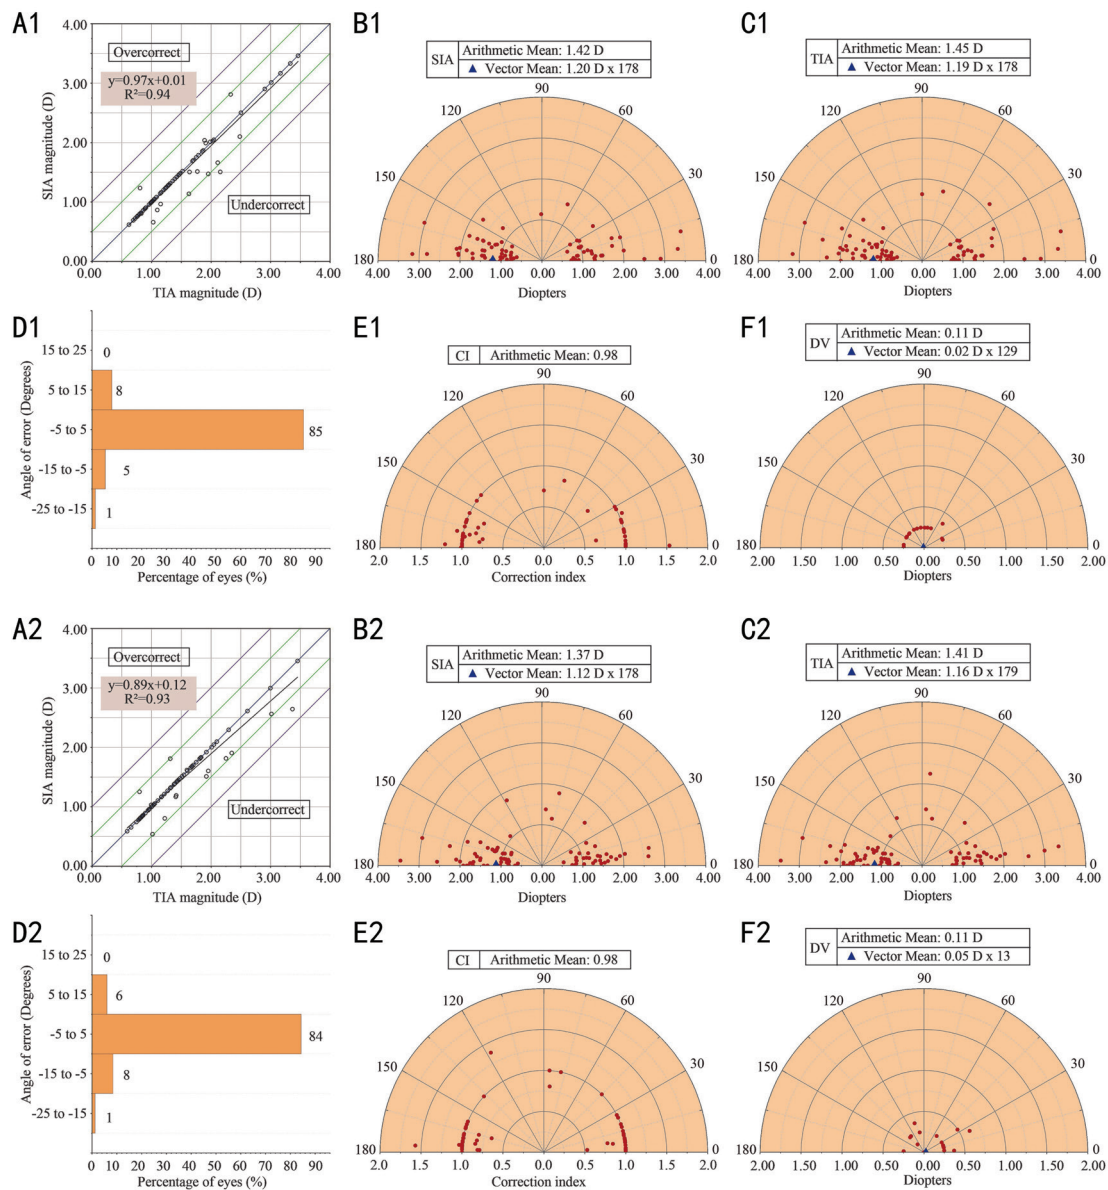 A1
4.00
3.00
2.00
1.00
0.00
SIA magnitude (D)
Overcorrect
y=0.97x+0.01
R²=0.94
Undercorrect
0.00 1.00 2.00 3.00 4.00
TIA magnitude (D)
B1
SIA
Arithmetic Mean: 1.42 D
▲ Vector Mean: 1.20 D x 178
90
120 60
150 30
180 0
4.00 3.00 2.00 1.00 0.00 1.00 2.00 3.00 4.00
Diopters
C1
TIA
Arithmetic Mean: 1.45 D
▲ Vector Mean: 1.19 D x 178
90
120 60
150 30
180 0
4.00 3.00 2.00 1.00 0.00 1.00 2.00 3.00 4.00
Diopters
D1
Angle of error (Degrees)
15 to 25 0
5 to 15 8
-5 to 5 85
-15 to -5 5
-25 to -15 1
0 10 20 30 40 50 60 70 80 90
Percentage of eyes (%)
E1
CI Arithmetic Mean: 0.98
90
120 60
150 30
180 0
2.0 1.5 1.0 0.5 0.0 0.5 1.0 1.5 2.0
Correction index
F1
DV
Arithmetic Mean: 0.11 D
▲ Vector Mean: 0.02 D x 129
90
120 60
150 30
180 0
2.00 1.50 1.00 0.50 0.00 0.50 1.00 1.50 2.00
Diopters
A2
4.00
3.00
2.00
1.00
0.00
SIA magnitude (D)
Overcorrect
y=0.89x+0.12
R²=0.93
Undercorrect
0.00 1.00 2.00 3.00 4.00
TIA magnitude (D)
B2
SIA
Arithmetic Mean: 1.37 D
▲ Vector Mean: 1.12 D x 178
90
120 60
150 30
180 0
4.00 3.00 2.00 1.00 0.00 1.00 2.00 3.00 4.00
Diopters
C2
TIA
Arithmetic Mean: 1.41 D
▲ Vector Mean: 1.16 D x 179
90
120 60
150 30
180 0
4.00 3.00 2.00 1.00 0.00 1.00 2.00 3.00 4.00
Diopters
D2
Angle of error (Degrees)
15 to 25 0
5 to 15 6
-5 to 5 84
-15 to -5 8
-25 to -15 1
0 10 20 30 40 50 60 70 80 90
Percentage of eyes (%)
E2
CI Arithmetic Mean: 0.98
90
120 60
150 30
180 0
2.0 1.5 1.0 0.5 0.0 0.5 1.0 1.5 2.0
Correction index
F2
DV
Arithmetic Mean: 0.11 D
▲ Vector Mean: 0.05 D x 13
90
120 60
150 30
180 0
2.00 1.50 1.00 0.50 0.00 0.50 1.00 1.50 2.00
Diopters